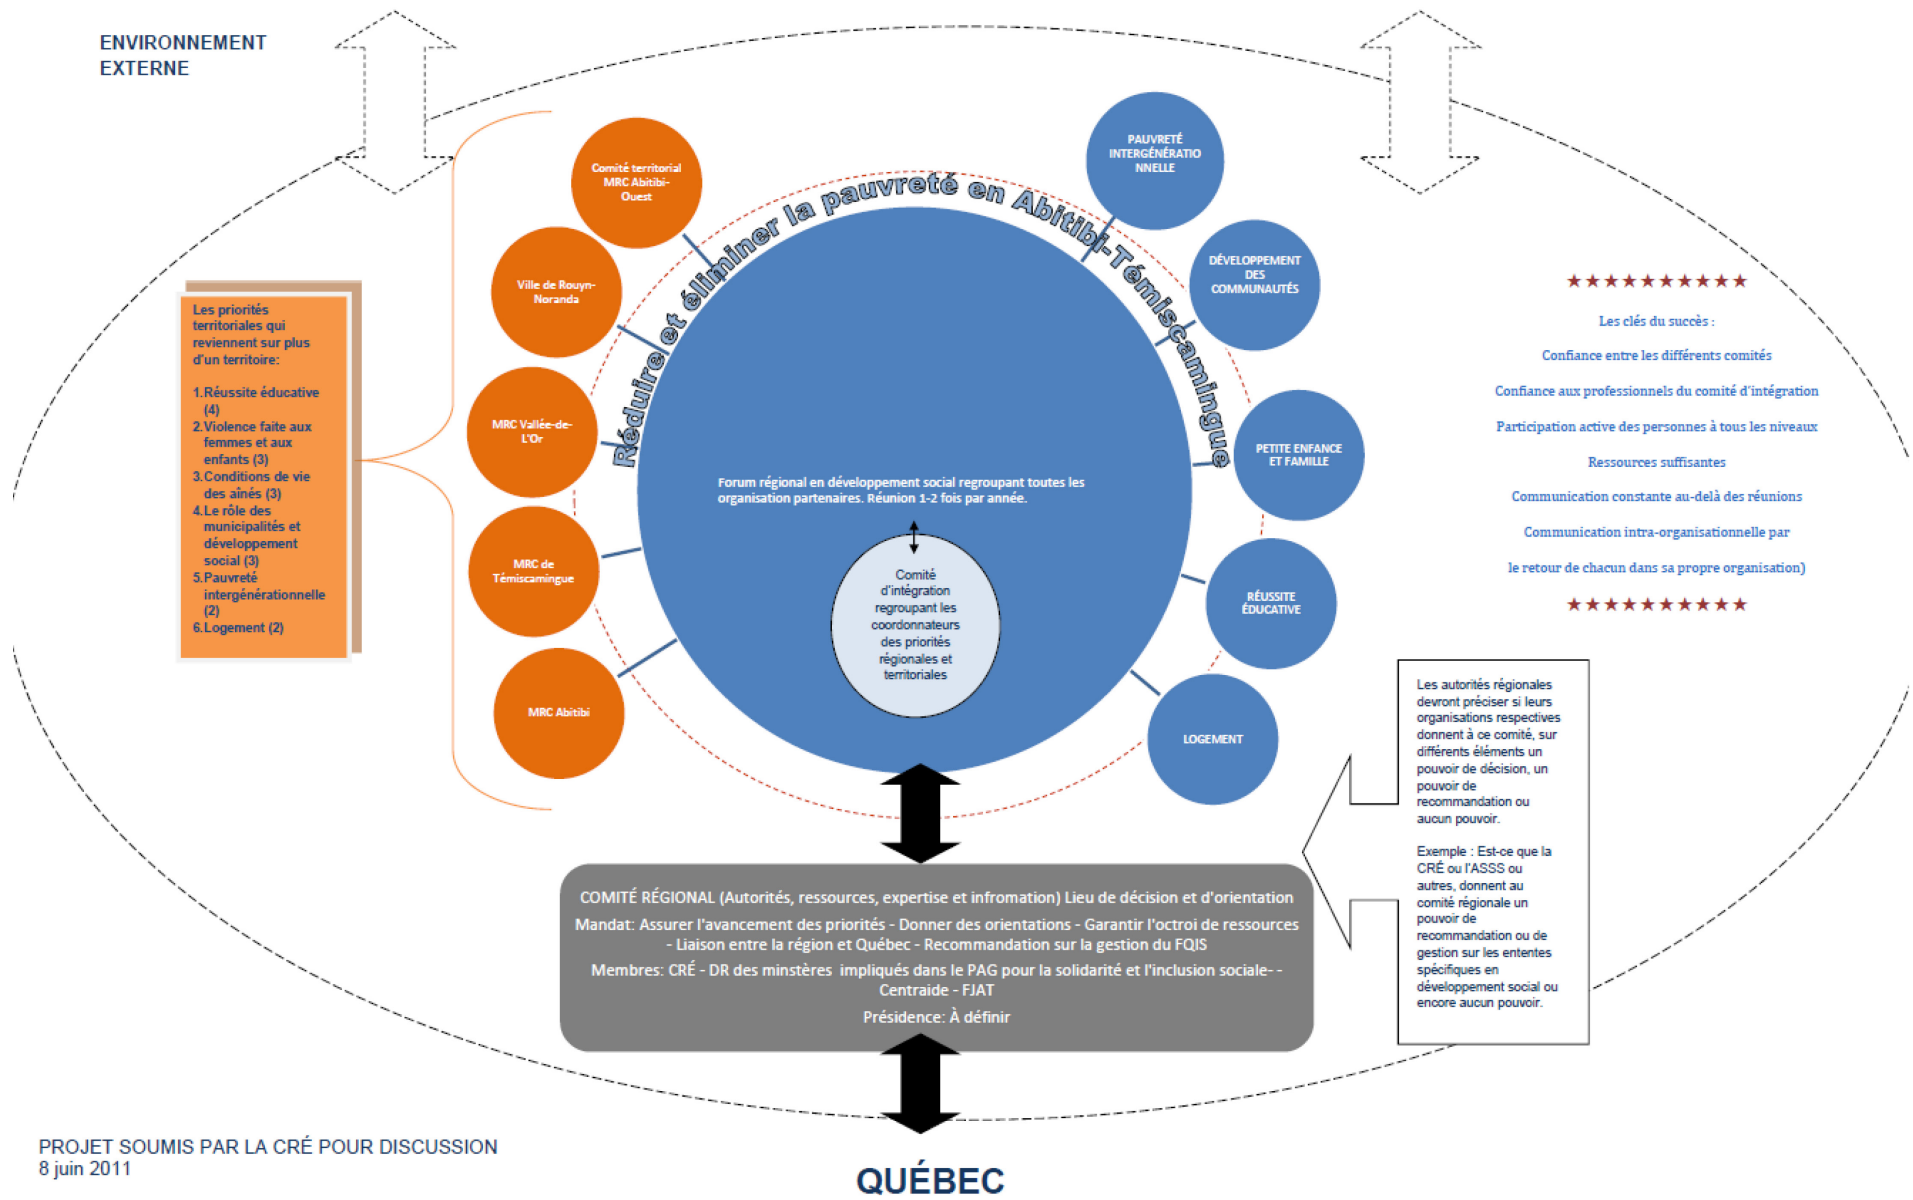 ENVIRONNEMENT
EXTERNE
Réduire et éliminer la pauvreté en Abitibi-Témiscamingue
Comité territorial
MRC Abitibi-
Ouest
Ville de Rouyn-
Noranda
MRC Vallée-de-
L'Or
MRC de
Témiscamingue
MRC Abitibi
PAUVRETÉ
INTERGÉNÉRATIO
NNELLE
DÉVELOPPEMENT
DES
COMMUNAUTÉS
PETITE ENFANCE
ET FAMILLE
RÉUSSITE
ÉDUCATIVE
LOGEMENT
Les priorités
territoriales qui
reviennent sur plus
d'un territoire:
1.Réussite éducative
(4)
2.Violence faite aux
femmes et aux
enfants (3)
3.Conditions de vie
des aînés (3)
4.Le rôle des
municipalités et
développement
social (3)
5.Pauvreté
intergénérationnelle
(2)
6.Logement (2)
Forum régional en développement social regroupant toutes les
organisation partenaires. Réunion 1-2 fois par année.
Comité
d'intégration
regroupant les
coordonnateurs
des priorités
régionales et
territoriales
★★★★★★★★★★
Les clés du succès :
Confiance entre les différents comités
Confiance aux professionnels du comité d'intégration
Participation active des personnes à tous les niveaux
Ressources suffisantes
Communication constante au-delà des réunions
Communication intra-organisationnelle par
le retour de chacun dans sa propre organisation)
★★★★★★★★★★
Les autorités régionales
devront préciser si leurs
organisations respectives
donnent à ce comité, sur
différents éléments un
pouvoir de décision, un
pouvoir de
recommandation ou
aucun pouvoir.
Exemple : Est-ce que la
CRÉ ou l'ASSS ou
autres, donnent au
comité régionale un
pouvoir de
recommandation ou de
gestion sur les ententes
spécifiques en
développement social ou
encore aucun pouvoir.
COMITÉ RÉGIONAL (Autorités, ressources, expertise et infromation) Lieu de décision et d'orientation
Mandat: Assurer l'avancement des priorités - Donner des orientations - Garantir l'octroi de ressources
- Liaison entre la région et Québec - Recommandation sur la gestion du FQIS
Membres: CRÉ - DR des minstères impliqués dans le PAG pour la solidarité et l'inclusion sociale- -
Centraide - FJAT
Présidence: À définir
PROJET SOUMIS PAR LA CRÉ POUR DISCUSSION
8 juin 2011
QUÉBEC